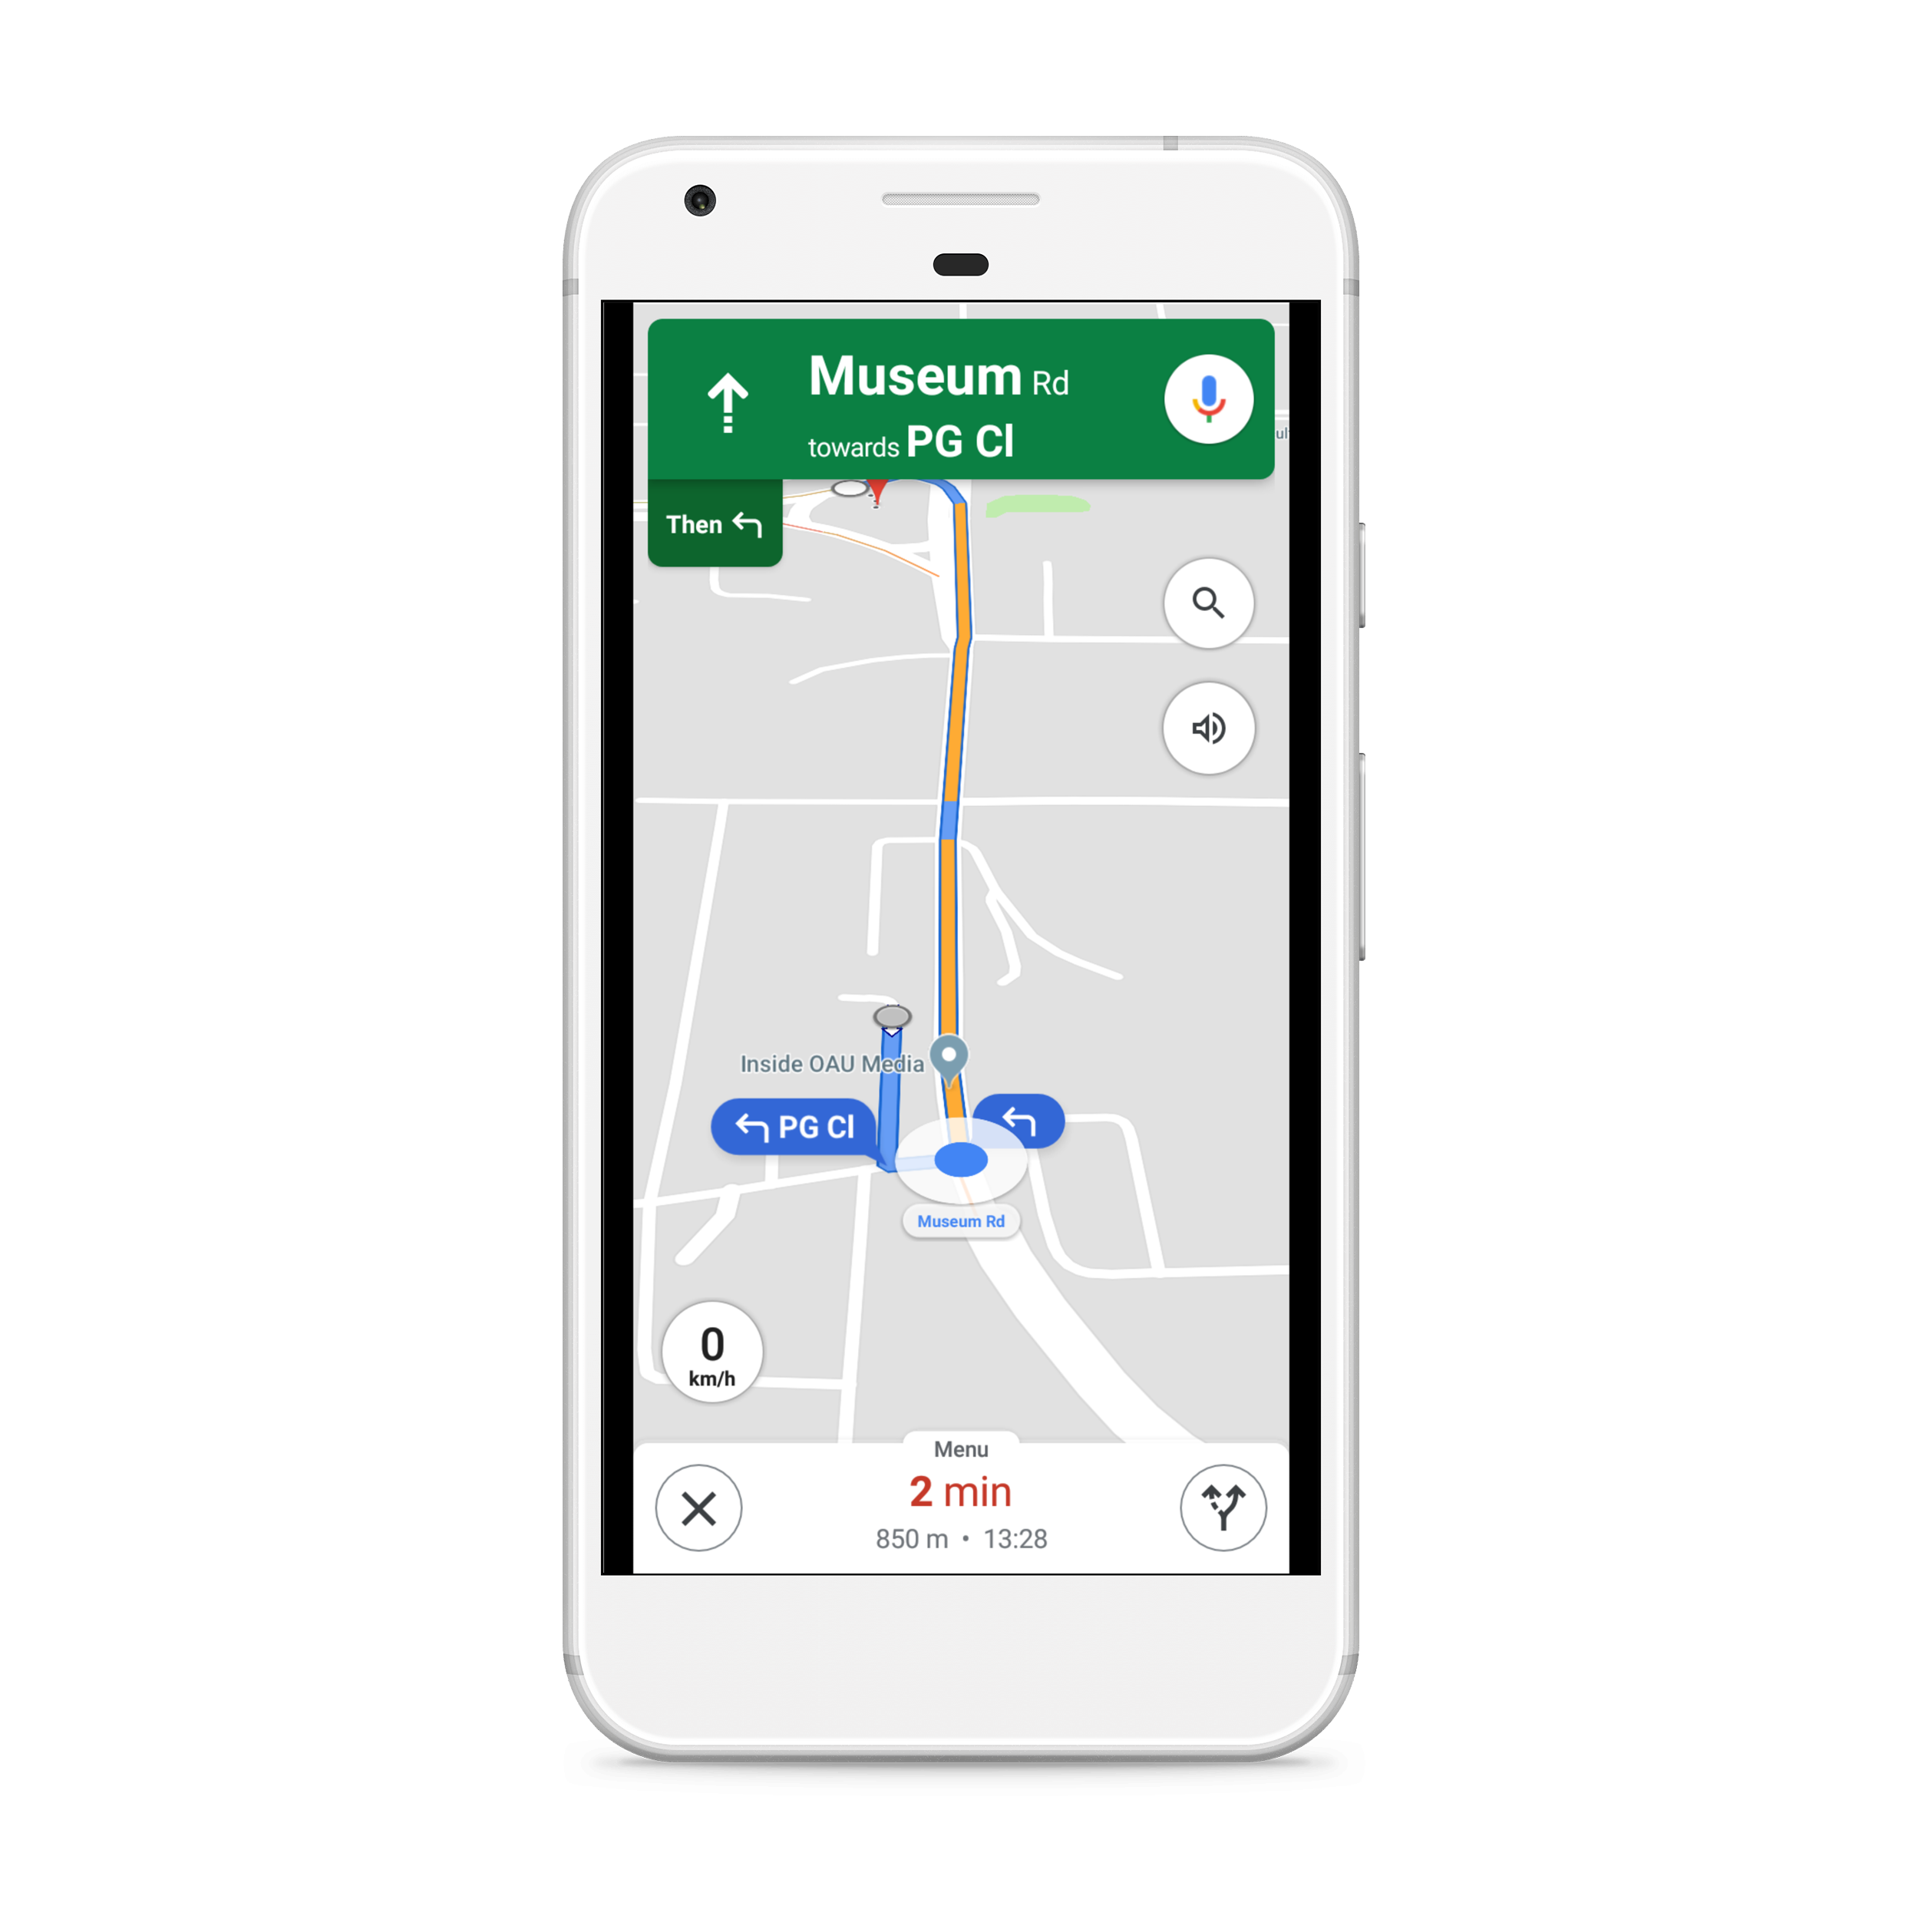 Museum Rd
towards PG Cl
Then
Inside OAU Media
PG Cl
Museum Rd
0
km/h
Menu
2 min
850 m • 13:28